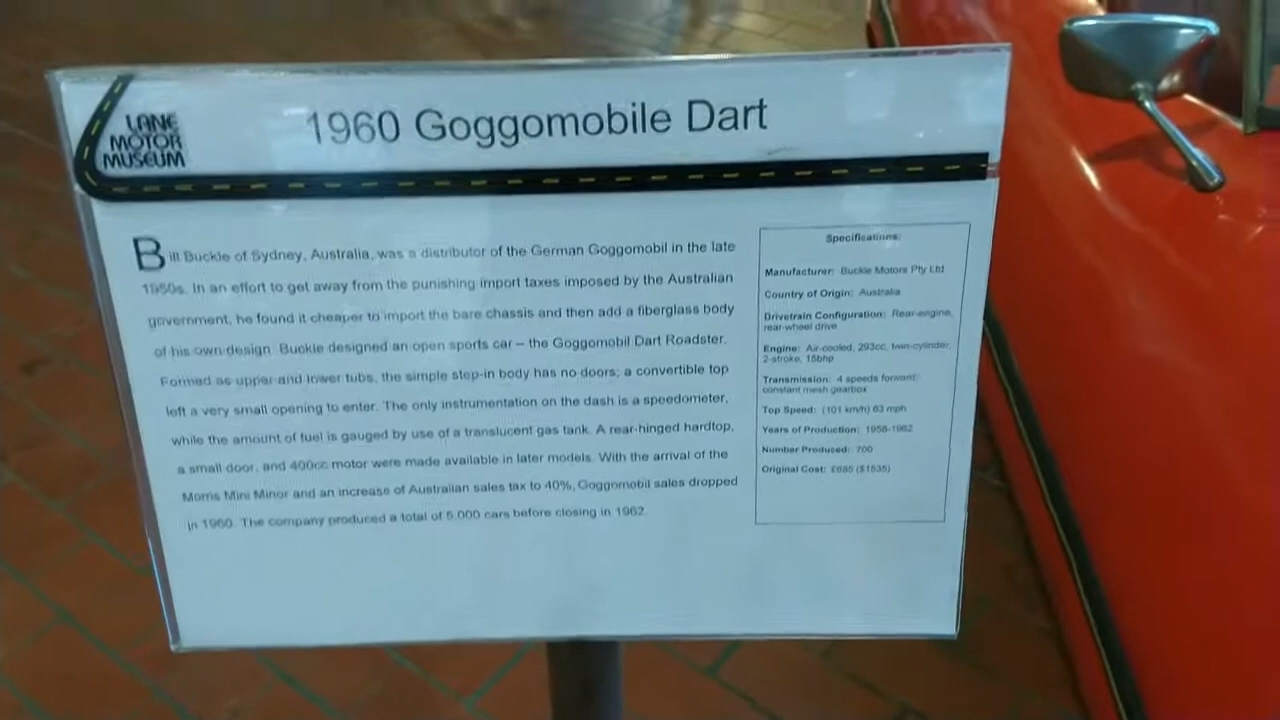 LANE
MOTOR
MUSEUM
1960 Goggomobile Dart
Bill Buckle of Sydney, Australia, was a distributor of the German Goggomobil in the late
1950s. In an effort to get away from the punishing import taxes imposed by the Australian
government, he found it cheaper to import the bare chassis and then add a fiberglass body
of his own design. Buckle designed an open sports car – the Goggomobil Dart Roadster.
Formed as upper and lower tubs, the simple step-in body has no doors; a convertible top
left a very small opening to enter. The only instrumentation on the dash is a speedometer,
while the amount of fuel is gauged by use of a translucent gas tank. A rear-hinged hardtop,
a small door, and 400cc motor were made available in later models. With the arrival of the
Morris Mini Minor and an increase of Australian sales tax to 40%, Goggomobil sales dropped
in 1960. The company produced a total of 5,000 cars before closing in 1962.
Specifications:
Manufacturer: Buckle Motors Pty Ltd
Country of Origin: Australia
Drivetrain Configuration: Rear-engine,
rear-wheel drive
Engine: Air-cooled, 293cc, twin-cylinder,
2-stroke, 15bhp
Transmission: 4 speeds forward;
constant mesh gearbox
Top Speed: (101 km/h) 63 mph
Years of Production: 1958-1962
Number Produced: 700
Original Cost: £685 ($1535)